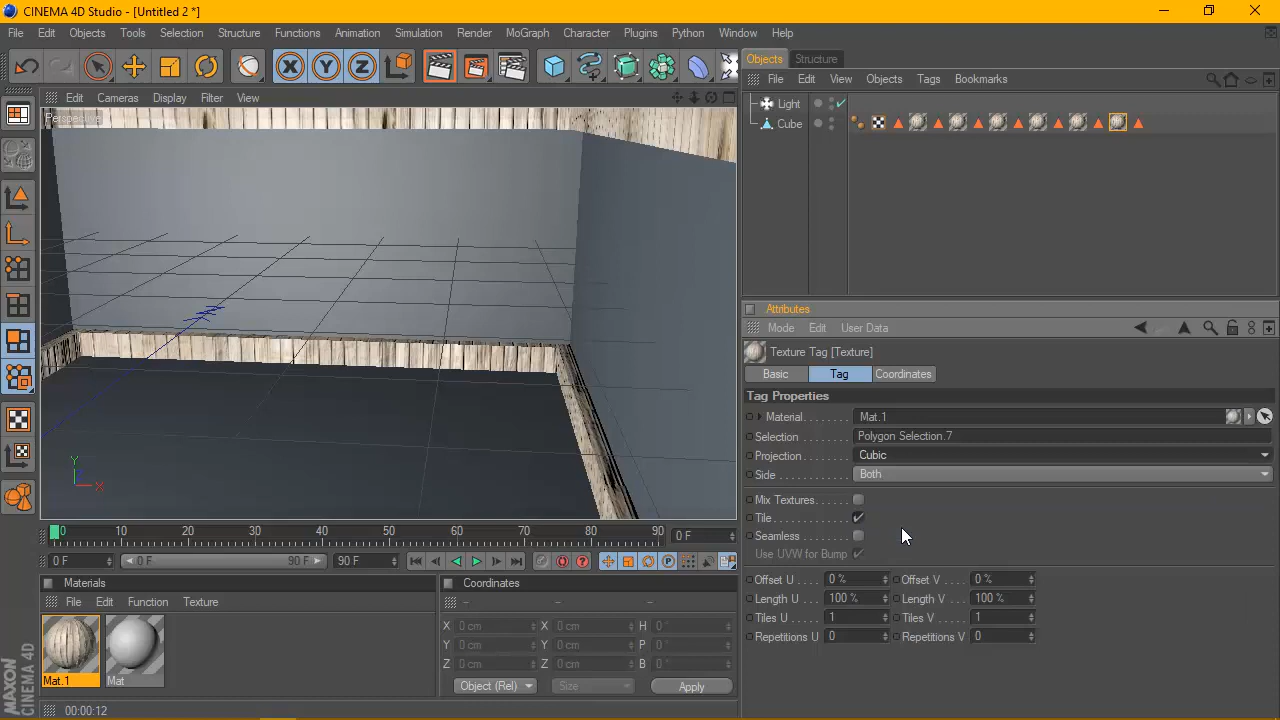 CINEMA 4D Studio - [Untitled 2 *]
File Edit Objects Tools Selection Structure Functions Animation Simulation Render MoGraph Character Plugins Python Window Help
X Y Z
Objects Structure
File Edit View Objects Tags Bookmarks
Edit Cameras Display Filter View
Perspective
Light
Cube
Y
X
Attributes
Mode Edit User Data
Texture Tag [Texture]
Basic Tag Coordinates
Tag Properties
Material Mat.1
Selection Polygon Selection.7
Projection Cubic
Side Both
Mix Textures
Tile
Seamless
Use UVW for Bump
Offset U 0 % Offset V 0 %
Length U 100 % Length V 100 %
Tiles U 1 Tiles V 1
Repetitions U 0 Repetitions V 0
0 10 20 30 40 50 60 70 80 90 0 F
0 F 0 F 90 F 90 F
Materials
File Edit Function Texture
Mat.1 Mat
Coordinates
X 0 cm X 0 cm H 0 °
Y 0 cm Y 0 cm P 0 °
Z 0 cm Z 0 cm B 0 °
Object (Rel) Size Apply
MAXON
CINEMA 4D
00:00:12